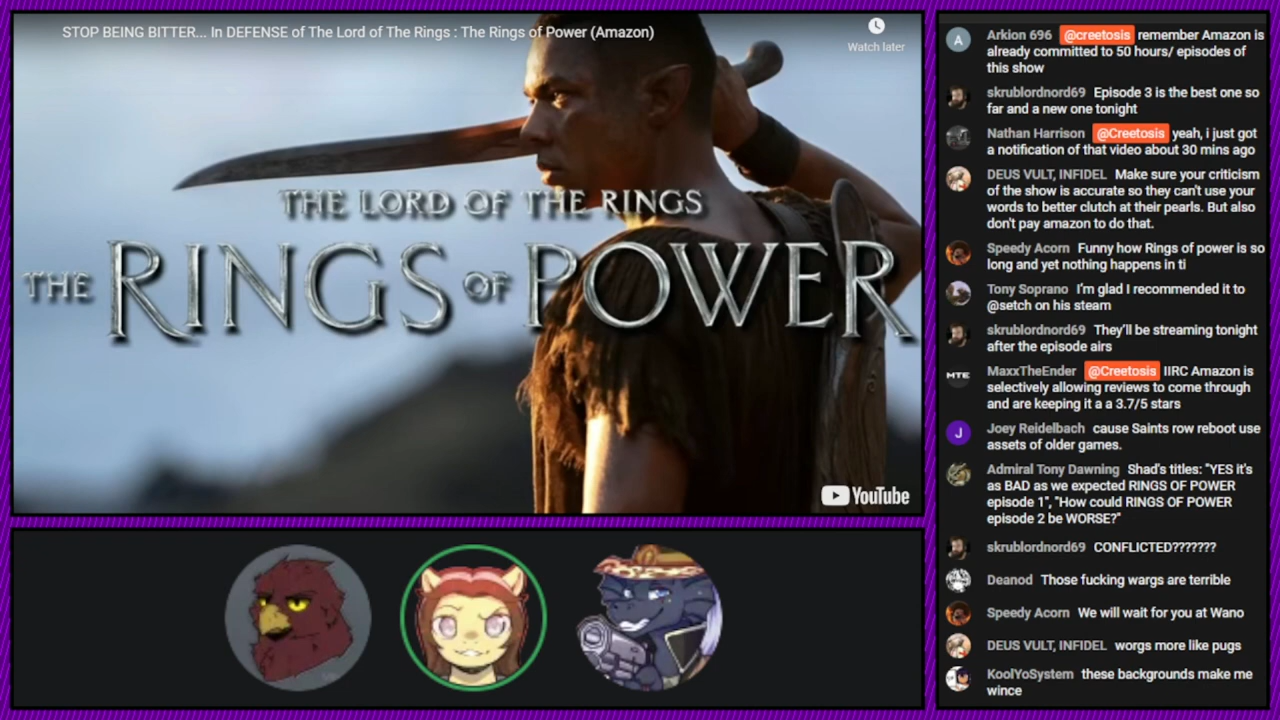 STOP BEING BITTER... In DEFENSE of The Lord of The Rings : The Rings of Power (Amazon)
Watch later
THE LORD OF THE RINGS
THE RINGS OF POWER
YouTube
A
Arkion 696 @creetosis remember Amazon is
already committed to 50 hours/ episodes of
this show
skrublordnord69 Episode 3 is the best one so
far and a new one tonight
Nathan Harrison @Creetosis yeah, i just got
a notification of that video about 30 mins ago
DEUS VULT, INFIDEL Make sure your criticism
of the show is accurate so they can't use your
words to better clutch at their pearls. But also
don't pay amazon to do that.
Speedy Acorn Funny how Rings of power is so
long and yet nothing happens in ti
Tony Soprano I'm glad I recommended it to
@setch on his steam
skrublordnord69 They'll be streaming tonight
after the episode airs
MTE
MaxxTheEnder @Creetosis IIRC Amazon is
selectively allowing reviews to come through
and are keeping it a a 3.7/5 stars
J
Joey Reidelbach cause Saints row reboot use
assets of older games.
Admiral Tony Dawning Shad's titles: "YES it's
as BAD as we expected RINGS OF POWER
episode 1", "How could RINGS OF POWER
episode 2 be WORSE?"
skrublordnord69 CONFLICTED???????
Deanod Those fucking wargs are terrible
Speedy Acorn We will wait for you at Wano
DEUS VULT, INFIDEL worgs more like pugs
KoolYoSystem these backgrounds make me
wince